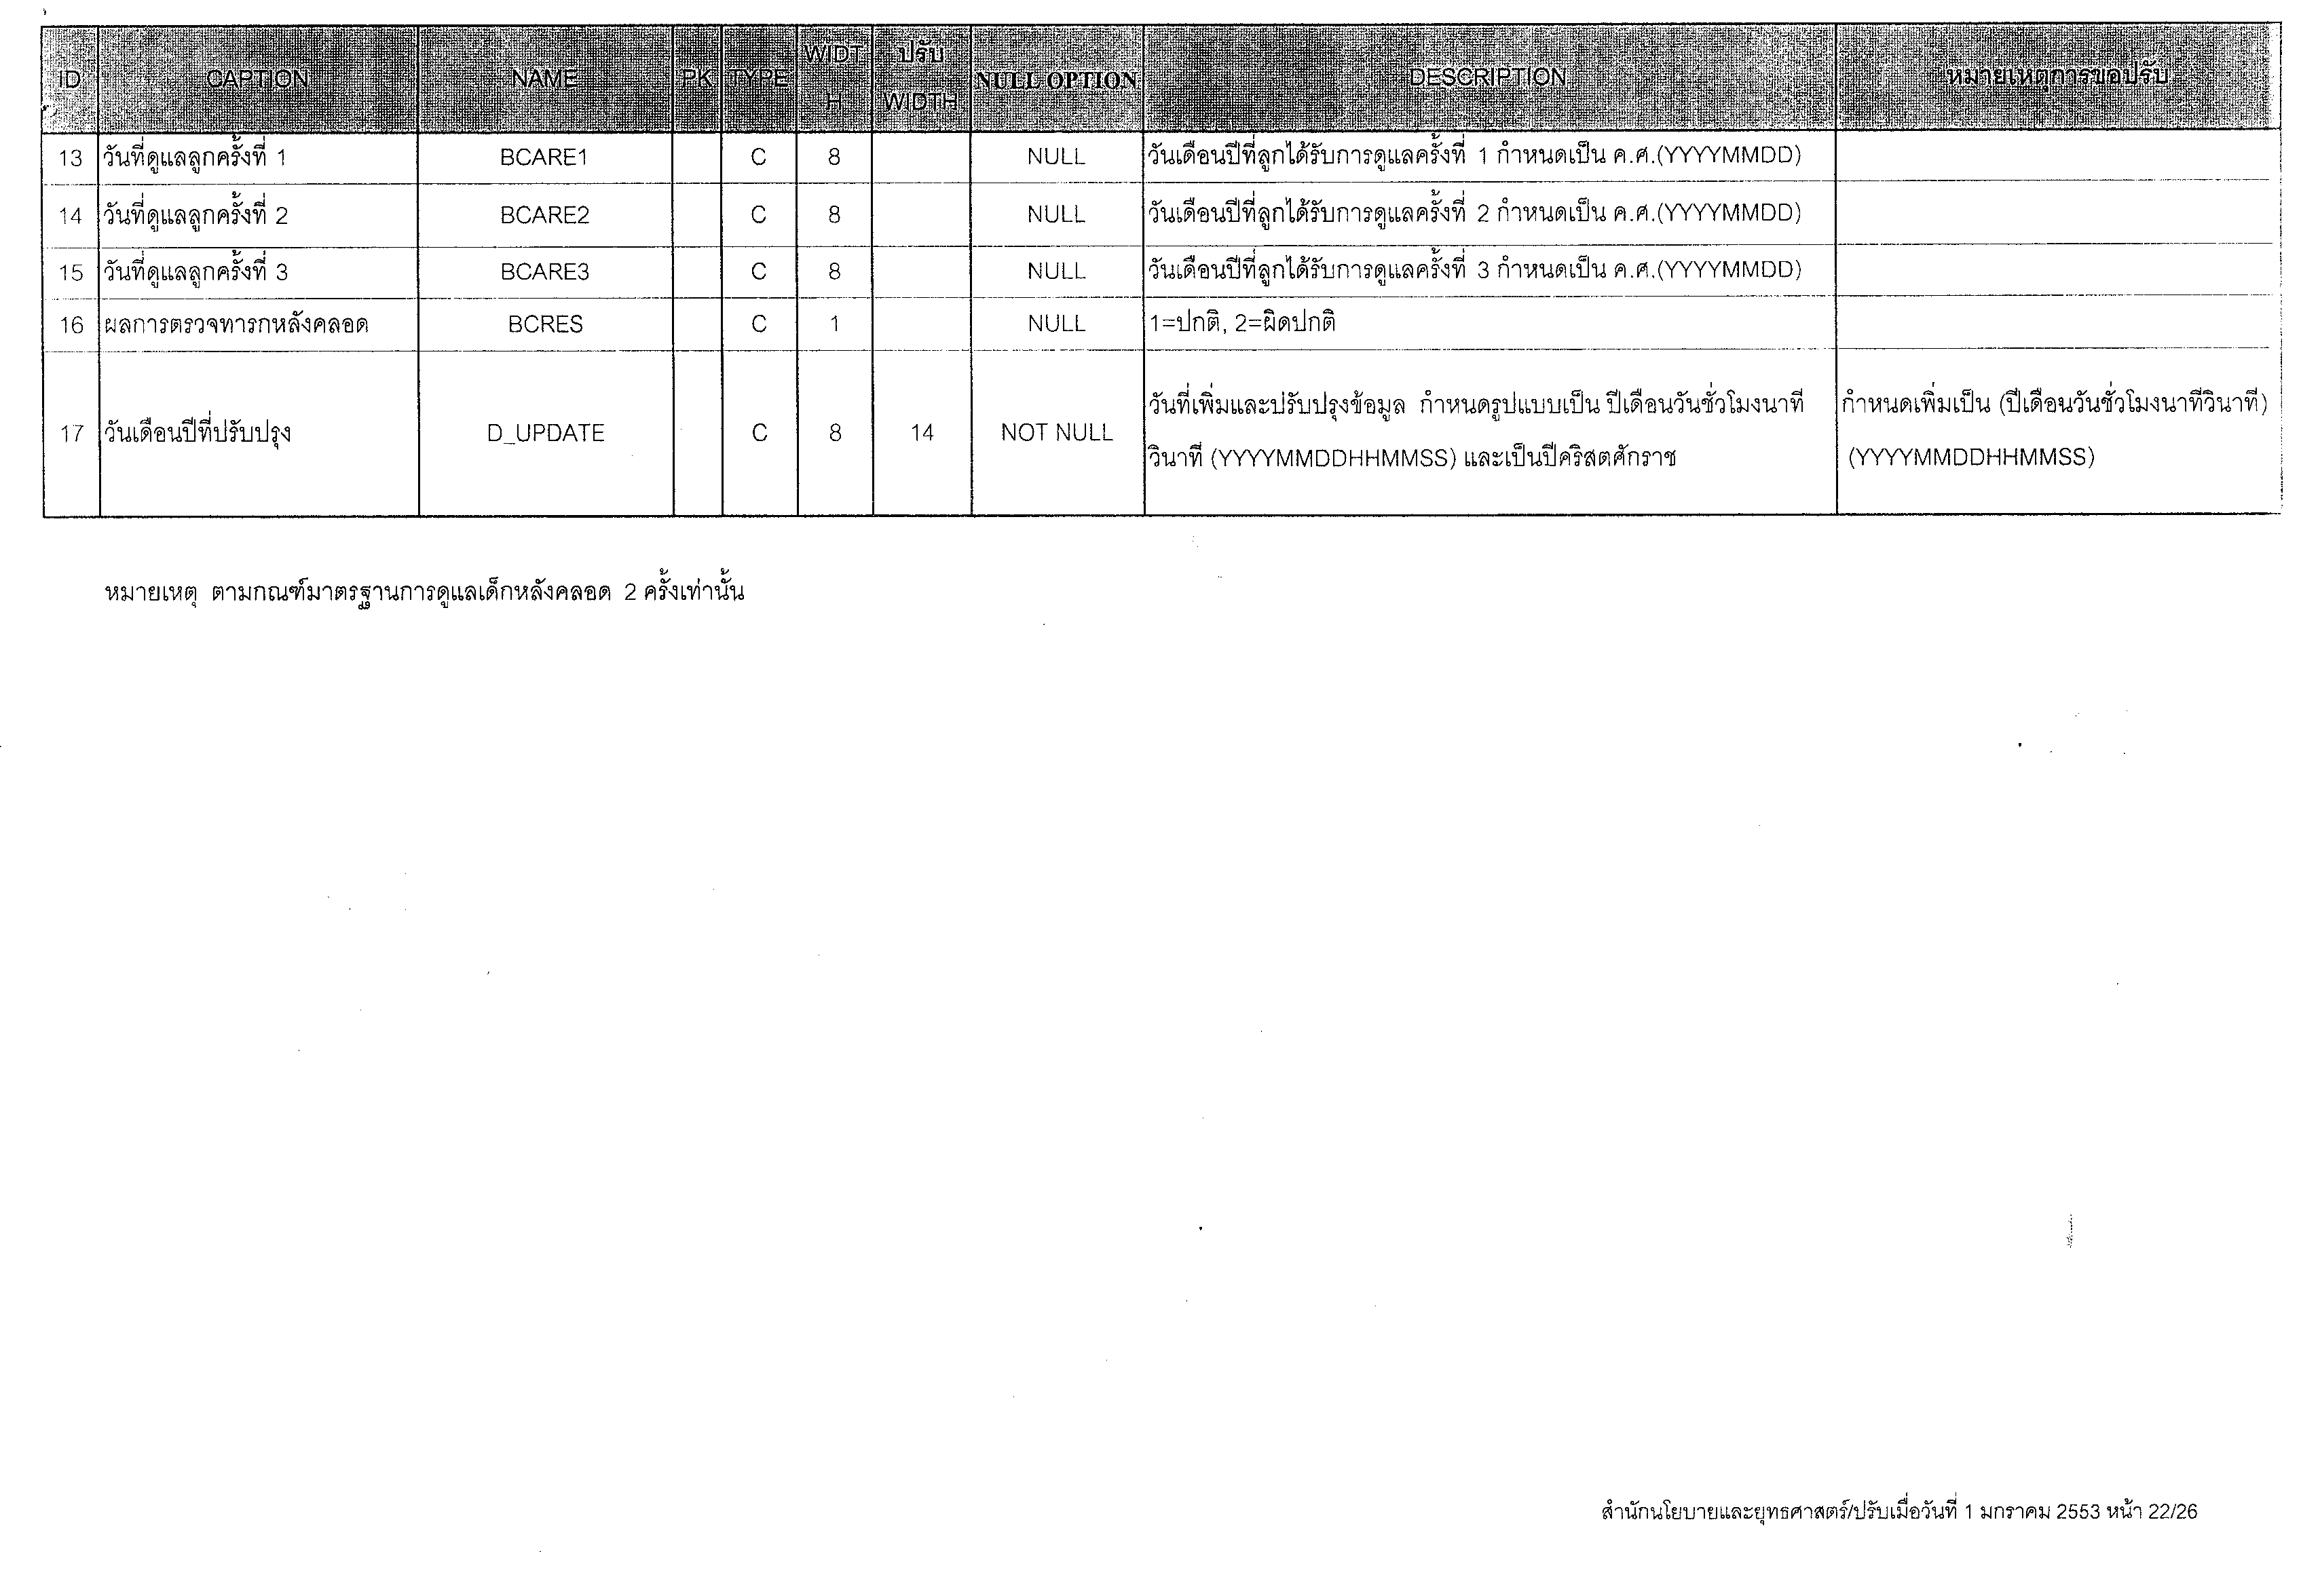 ID CAPTION NAME PK TYPE WIDTH ปรับ WIDTH NULL OPTION DESCRIPTION หมายเหตุการขอปรับ
13 วันที่ดูแลลูกครั้งที่ 1 BCARE1 C 8 NULL วันเดือนปีที่ลูกได้รับการดูแลครั้งที่ 1 กำหนดเป็น ค.ศ.(YYYYMMDD)
14 วันที่ดูแลลูกครั้งที่ 2 BCARE2 C 8 NULL วันเดือนปีที่ลูกได้รับการดูแลครั้งที่ 2 กำหนดเป็น ค.ศ.(YYYYMMDD)
15 วันที่ดูแลลูกครั้งที่ 3 BCARE3 C 8 NULL วันเดือนปีที่ลูกได้รับการดูแลครั้งที่ 3 กำหนดเป็น ค.ศ.(YYYYMMDD)
16 ผลการตรวจทารกหลังคลอด BCRES C 1 NULL 1=ปกติ, 2=ผิดปกติ
17 วันเดือนปีที่ปรับปรุง D_UPDATE C 8 14 NOT NULL วันที่เพิ่มและปรับปรุงข้อมูล กำหนดรูปแบบเป็น ปีเดือนวันชั่วโมงนาที
วินาที (YYYYMMDDHHMMSS) และเป็นปีคริสตศักราช
กำหนดเพิ่มเป็น (ปีเดือนวันชั่วโมงนาทีวินาที)
(YYYYMMDDHHMMSS)
หมายเหตุ ตามกณฑ์มาตรฐานการดูแลเด็กหลังคลอด 2 ครั้งเท่านั้น
สำนักนโยบายและยุทธศาสตร์/ปรับเมื่อวันที่ 1 มกราคม 2553 หน้า 22/26